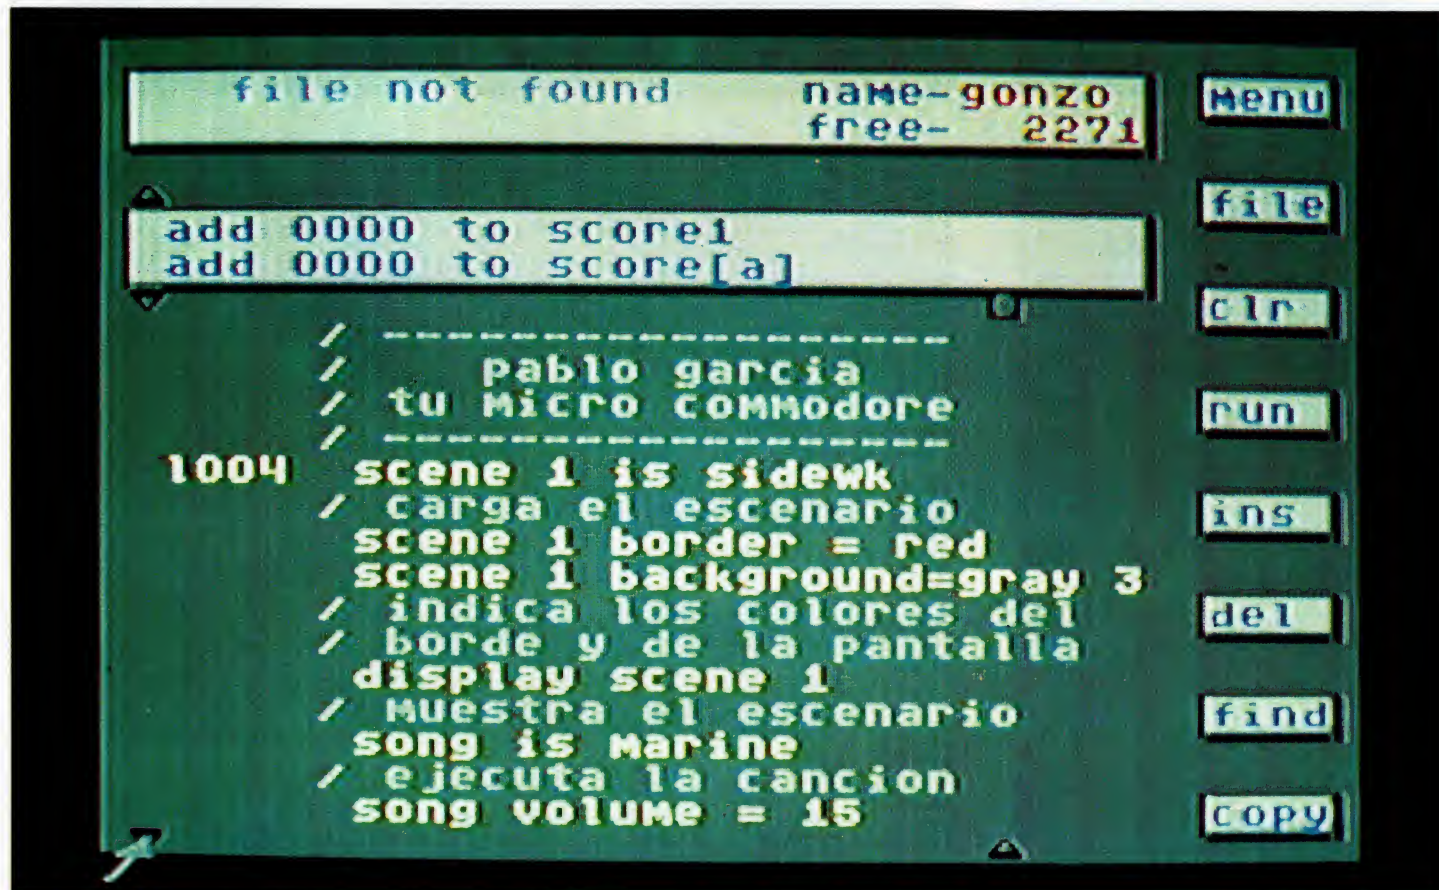 file not found
name-gonzo
free- 2271
add 0000 to score1
add 0000 to score[a]
/ --------------------
/ pablo garcia
/ tu micro commodore
/ --------------------
1004 scene 1 is sidewk
/ carga el escenario
scene 1 border = red
scene 1 background=gray 3
/ indica los colores del
/ borde y de la pantalla
display scene 1
/ muestra el escenario
song is marine
/ ejecuta la cancion
song volume = 15
menu
file
clr
run
ins
del
find
copy